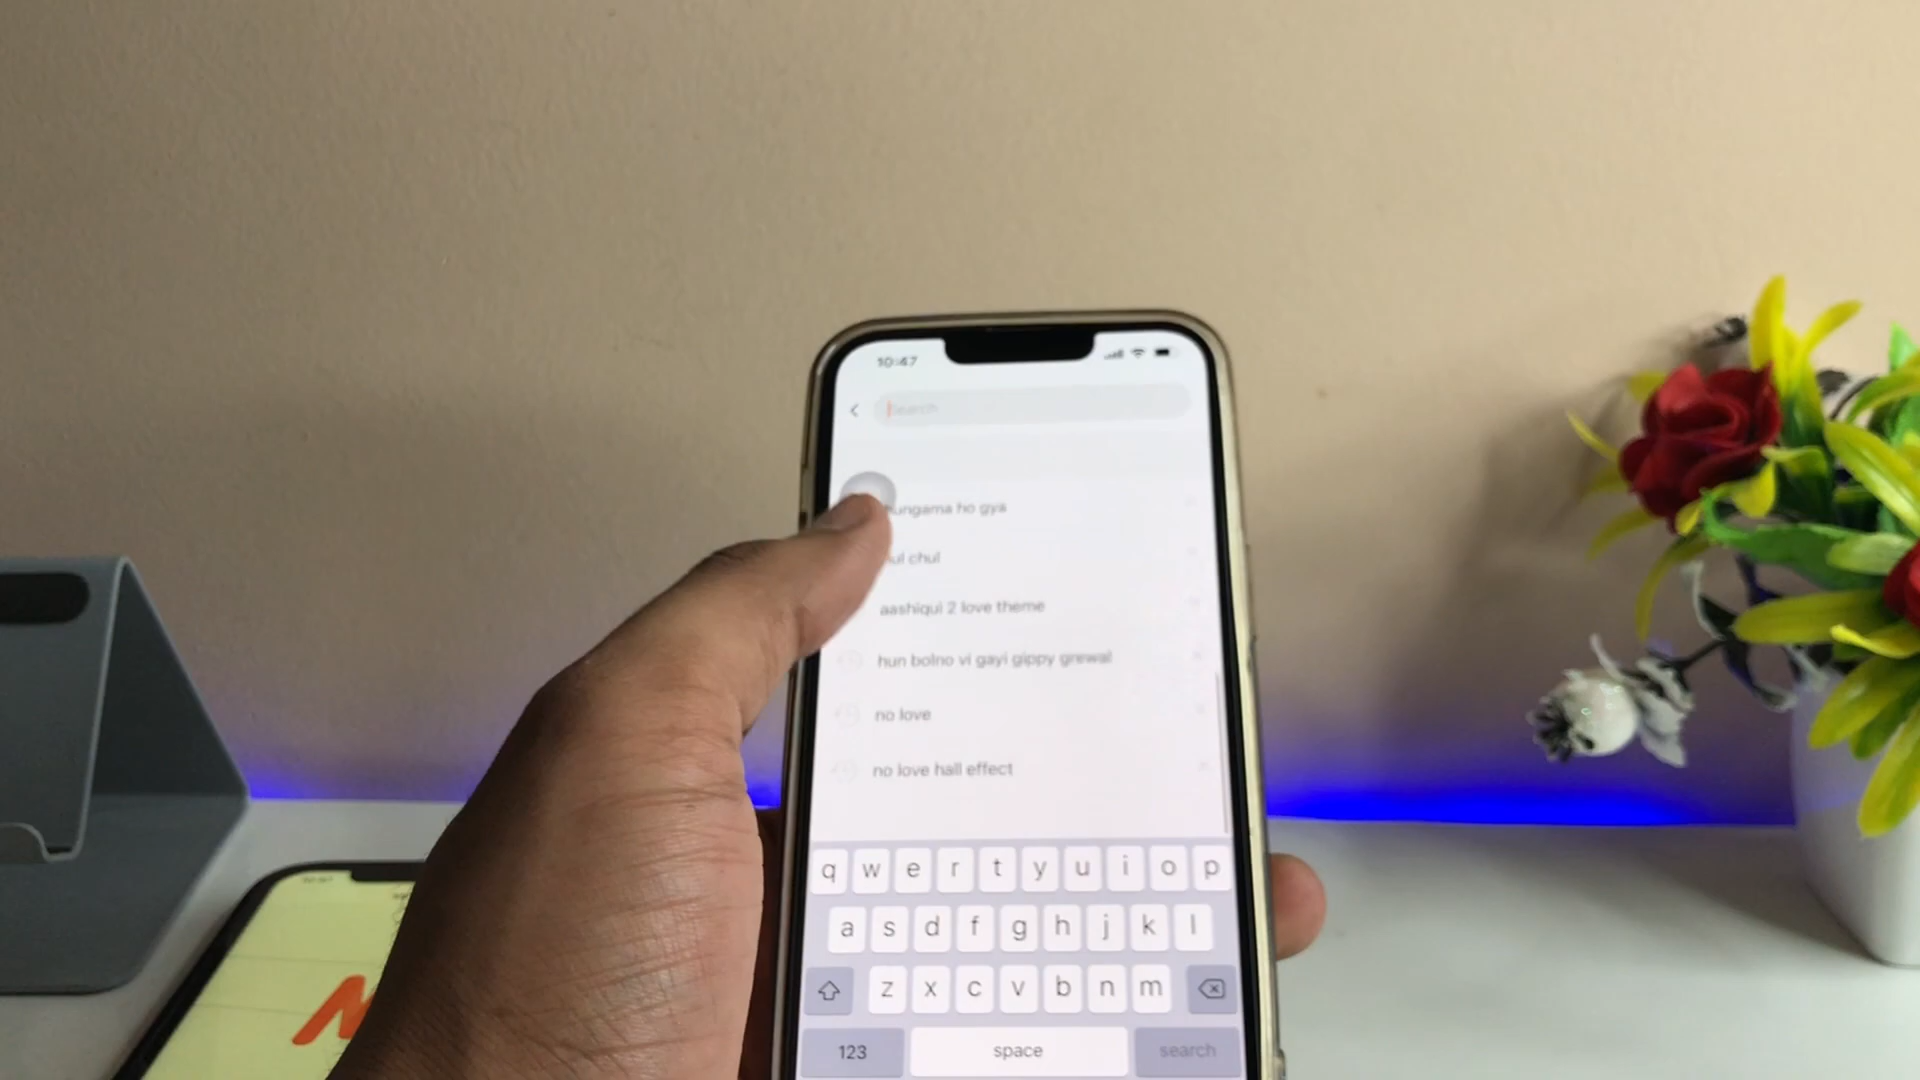 10:47
Search
hungama ho gya
ul chul
aashiqui 2 love theme
hun bolno vi gayi gippy grewal
no love
no love hall effect
q w e r t y u i o p
a s d f g h j k l
z x c v b n m
123 space search